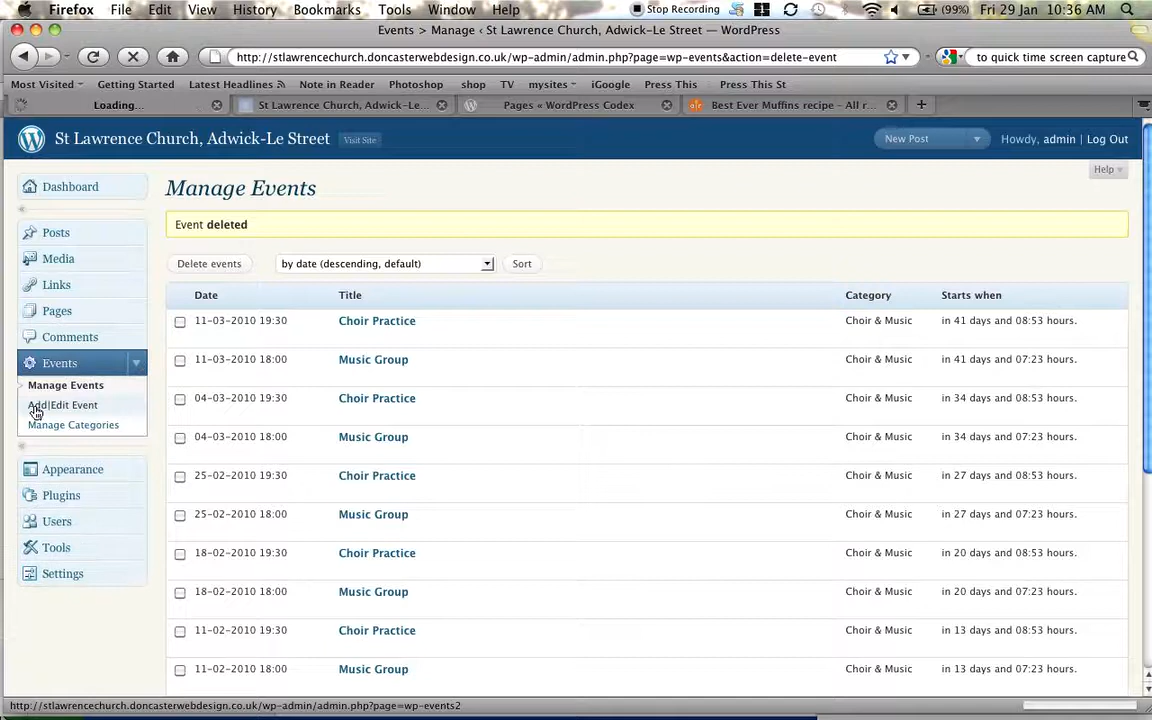 Firefox File Edit View History Bookmarks Tools Window Help Stop Recording (99%) Fri 29 Jan 10:36 AM
Events > Manage ‹ St Lawrence Church, Adwick-Le Street — WordPress
http://stlawrencechurch.doncasterwebdesign.co.uk/wp-admin/admin.php?page=wp-events&action=delete-event to quick time screen capture
Most Visited Getting Started Latest Headlines Note in Reader Photoshop shop TV mysites iGoogle Press This Press This St
Loading... St Lawrence Church, Adwick-Le... Pages « WordPress Codex Best Ever Muffins recipe – All r...
St Lawrence Church, Adwick-Le Street Visit Site New Post Howdy, admin | Log Out
Help
Manage Events
Event deleted
Delete events by date (descending, default) Sort
Dashboard
Posts
Media
Links
Pages
Comments
Events
Manage Events
Add|Edit Event
Manage Categories
Appearance
Plugins
Users
Tools
Settings
Date Title Category Starts when
11-03-2010 19:30 Choir Practice Choir & Music in 41 days and 08:53 hours.
11-03-2010 18:00 Music Group Choir & Music in 41 days and 07:23 hours.
04-03-2010 19:30 Choir Practice Choir & Music in 34 days and 08:53 hours.
04-03-2010 18:00 Music Group Choir & Music in 34 days and 07:23 hours.
25-02-2010 19:30 Choir Practice Choir & Music in 27 days and 08:53 hours.
25-02-2010 18:00 Music Group Choir & Music in 27 days and 07:23 hours.
18-02-2010 19:30 Choir Practice Choir & Music in 20 days and 08:53 hours.
18-02-2010 18:00 Music Group Choir & Music in 20 days and 07:23 hours.
11-02-2010 19:30 Choir Practice Choir & Music in 13 days and 08:53 hours.
11-02-2010 18:00 Music Group Choir & Music in 13 days and 07:23 hours.
http://stlawrencechurch.doncasterwebdesign.co.uk/wp-admin/admin.php?page=wp-events2